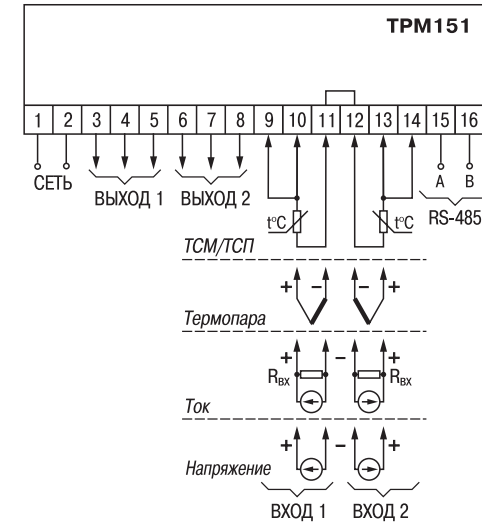 ТРМ151
1 2 3 4 5 6 7 8 9 10 11 12 13 14 15 16
СЕТЬ
ВЫХОД 1 ВЫХОД 2
A B
RS-485
t°C t°C
ТСМ/ТСП
+ − − +
Термопара
+ − +
Rвх Rвх
Ток
+ − +
Напряжение
ВХОД 1 ВХОД 2